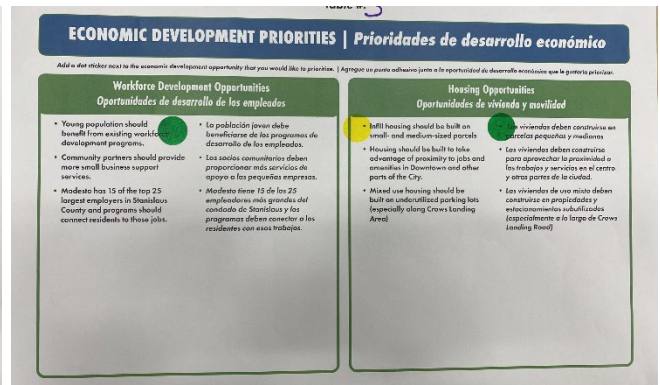 Table #: 5
ECONOMIC DEVELOPMENT PRIORITIES | Prioridades de desarrollo económico
Add a dot sticker next to the economic development opportunity that you would like to prioritize. | Agregue un punto adhesivo junto a la oportunidad de desarrollo económico que le gustaría priorizar.
Workforce Development Opportunities
Oportunidades de desarrollo de los empleados
• Young population should
benefit from existing workforce
development programs.
• Community partners should provide
more small business support
services.
• Modesto has 15 of the top 25
largest employers in Stanislaus
County and programs should
connect residents to those jobs.
• La población joven debe
beneficiarse de los programas de
desarrollo de los empleados.
• Los socios comunitarios deben
proporcionar más servicios de
apoyo a las pequeñas empresas.
• Modesto tiene 15 de los 25
empleadores más grandes del
condado de Stanislaus y los
programas deben conectar a los
residentes con esos trabajos.
Housing Opportunities
Oportunidades de vivienda y movilidad
• Infill housing should be built on
small- and medium-sized parcels
• Housing should be built to take
advantage of proximity to jobs and
amenities in Downtown and other
parts of the City.
• Mixed use housing should be
built on underutilized parking lots
(especially along Crows Landing
Area)
Las viviendas deben construirse en
parcelas pequeñas y medianas
• Las viviendas deben construirse
para aprovechar la proximidad a
los trabajos y servicios en el centro
y otras partes de la ciudad.
• Las viviendas de uso mixto deben
construirse en propiedades y
estacionamientos subutilizados
(especialmente a lo largo de Crows
Landing Road)